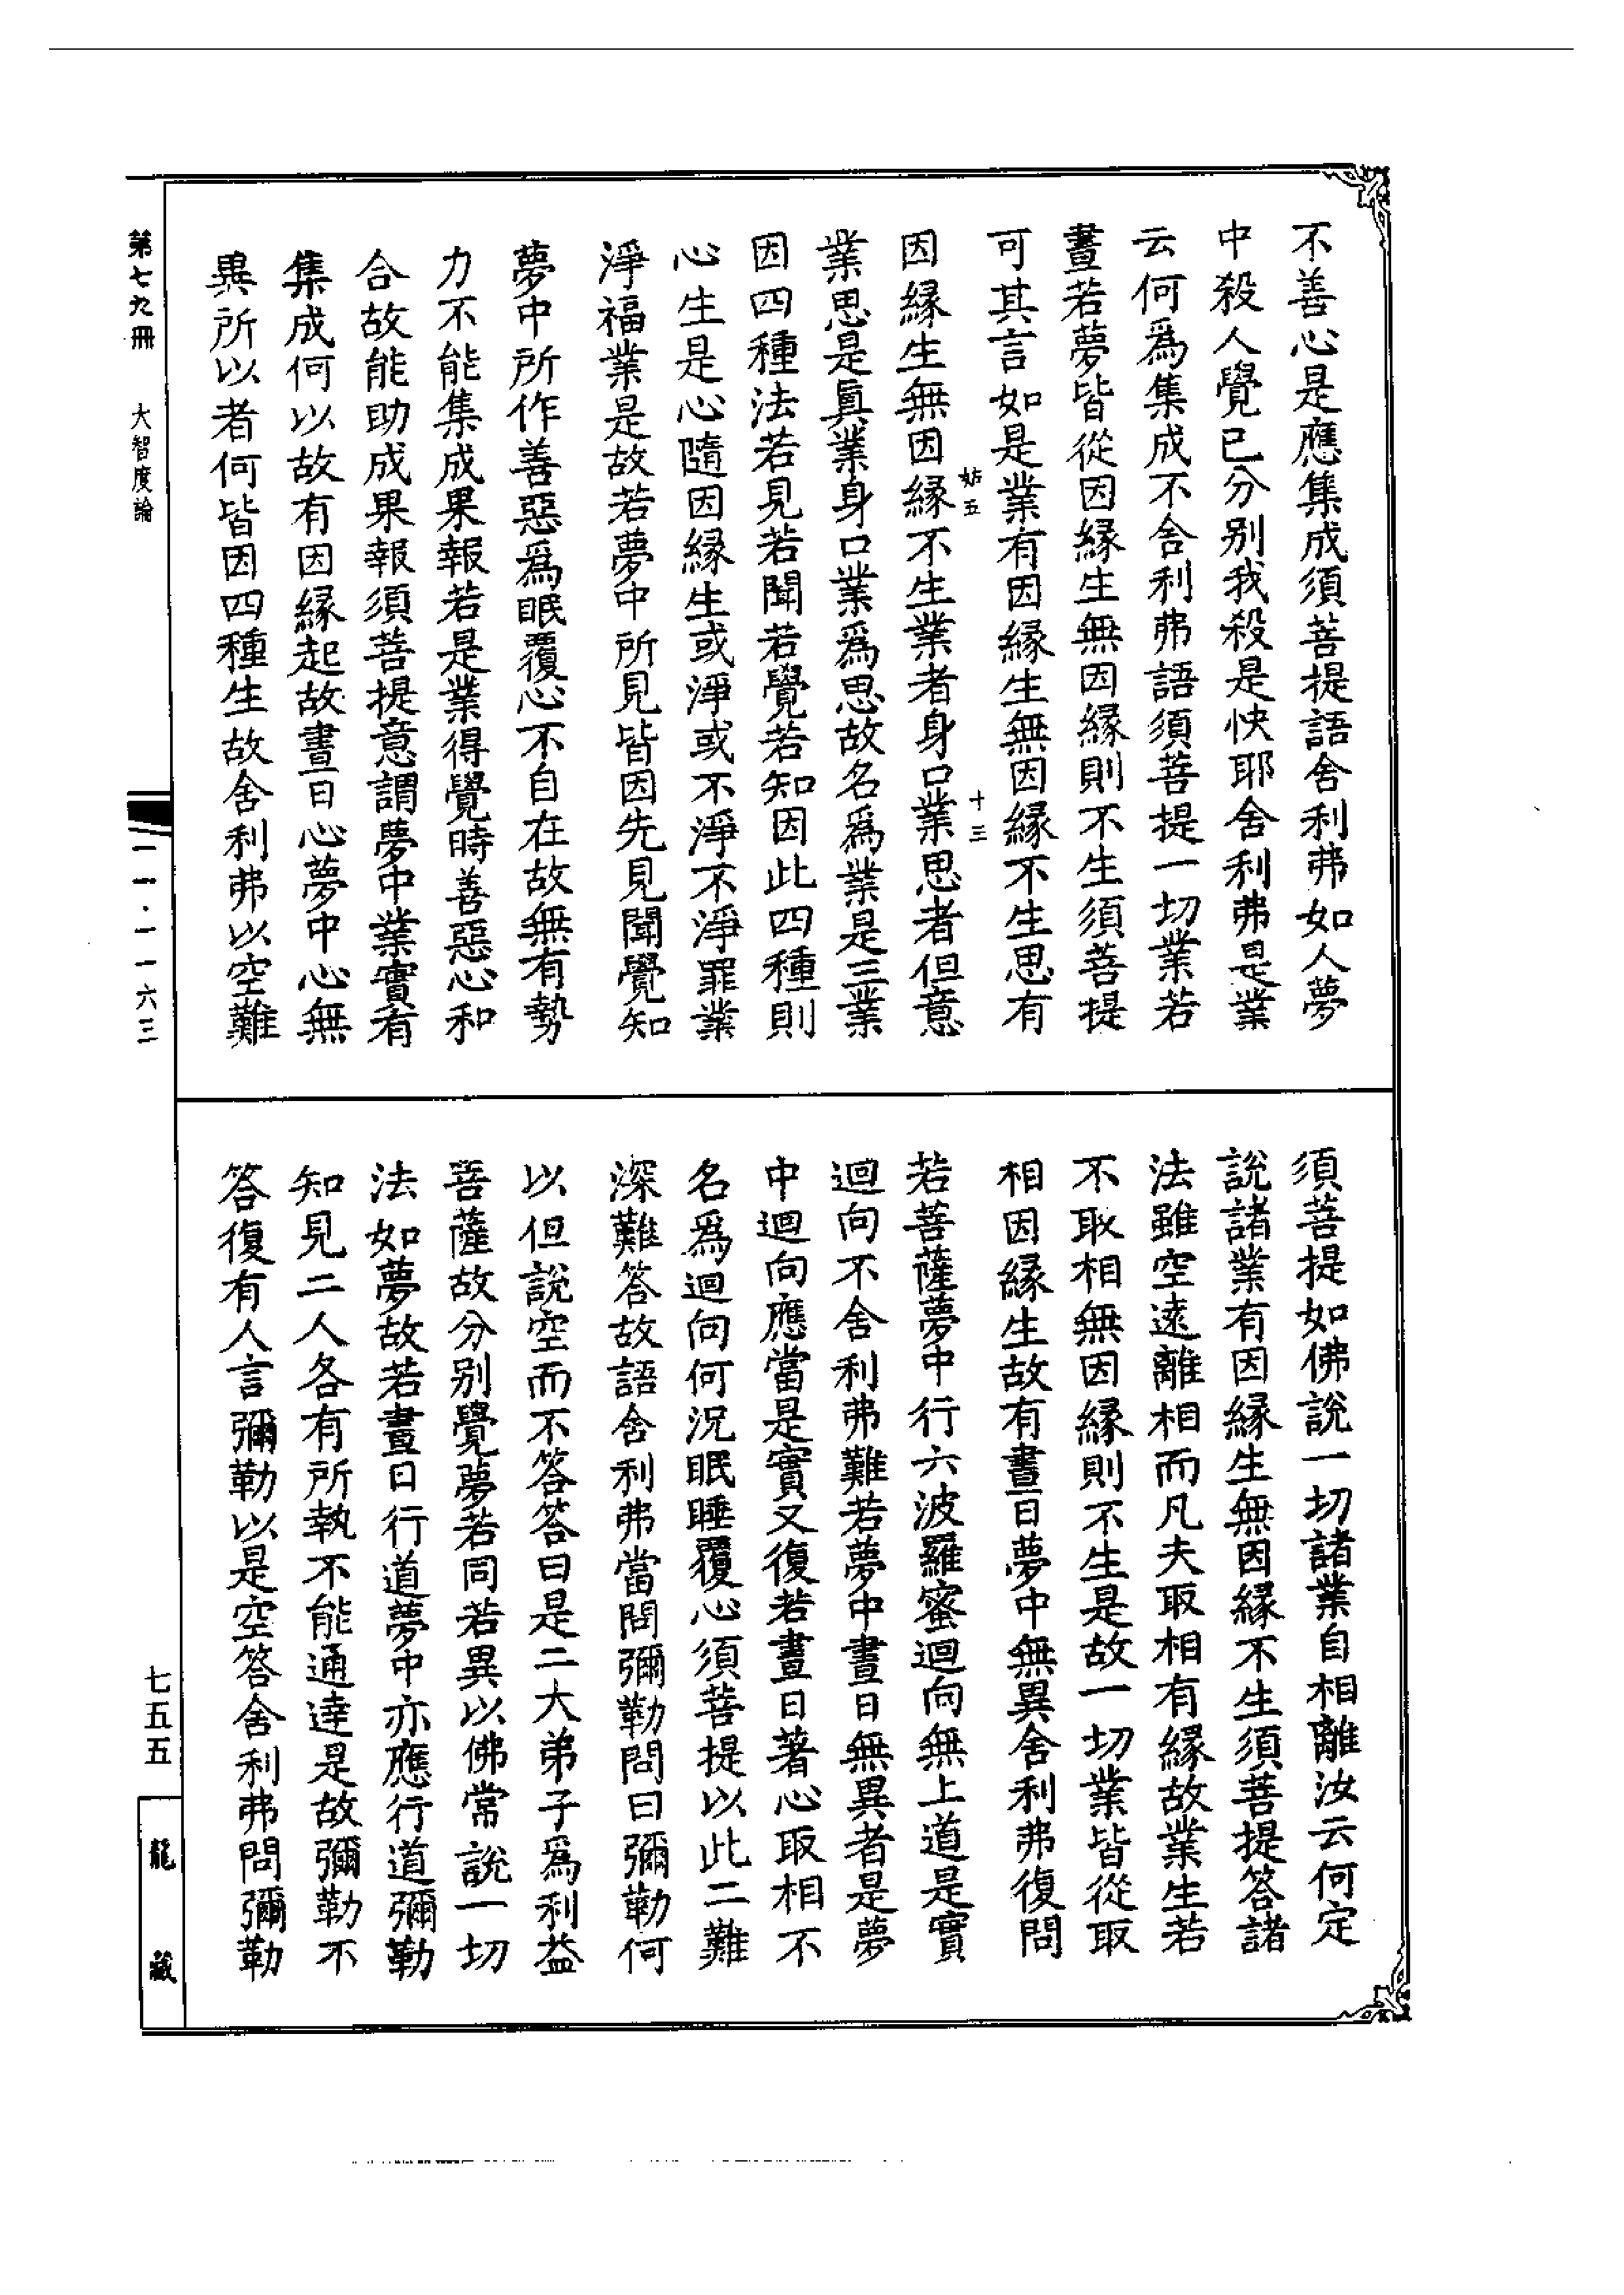 不善心是應集成須菩提語舍利弗如人夢
中殺人覺已分别我殺是快耶舍利弗是業
云何爲集成不舍利弗語須菩提一切業若
晝若夢皆從因緣生無因緣則不生須菩提
可其言如是業有因緣生無因緣不生思有
姑五
十三
因緣生無因緣不生業者身口業思者但意
業思是眞業身口業爲思故名爲業是三業
因四種法若見若聞若覺若知因此四種則
心生是心隨因緣生或淨或不淨不淨罪業
淨福業是故若夢中所見皆因先見聞覺知
夢中所作善惡爲眠覆心不自在故無有勢
力不能集成果報若是業得覺時善惡心和
合故能助成果報須菩提意謂夢中業實有
集成何以故有因緣起故晝日心夢中心無
異所以者何皆因四種生故舍利弗以空難
須菩提如佛說一切諸業自相離汝云何定
說諸業有因緣生無因緣不生須菩提答諸
法雖空遠離相而凡夫取相有緣故業生若
不取相無因緣則不生是故一切業皆從取
相因緣生故有晝日夢中無異舍利弗復問
若菩薩夢中行六波羅蜜迴向無上道是實
迴向不舍利弗難若夢中晝日無異者是夢
中迴向應當是實又復若晝日著心取相不
名爲迴向何況眠睡覆心須菩提以此二難
深難答故語舍利弗當問彌勒問曰彌勒何
以但說空而不答答曰是二大弟子爲利益
菩薩故分别覺夢若同若異以佛常說一切
法如夢故若晝日行道夢中亦應行道彌勒
知見二人各有所執不能通達是故彌勒不
答復有人言彌勒以是空答舍利弗問彌勒
第七九冊 大智度論
一一·一一六三
七五五
龍藏